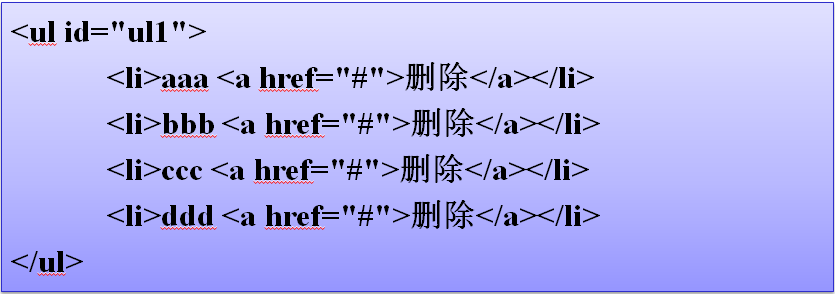 <ul id="ul1">
<li>aaa <a href="#">删除</a></li>
<li>bbb <a href="#">删除</a></li>
<li>ccc <a href="#">删除</a></li>
<li>ddd <a href="#">删除</a></li>
</ul>